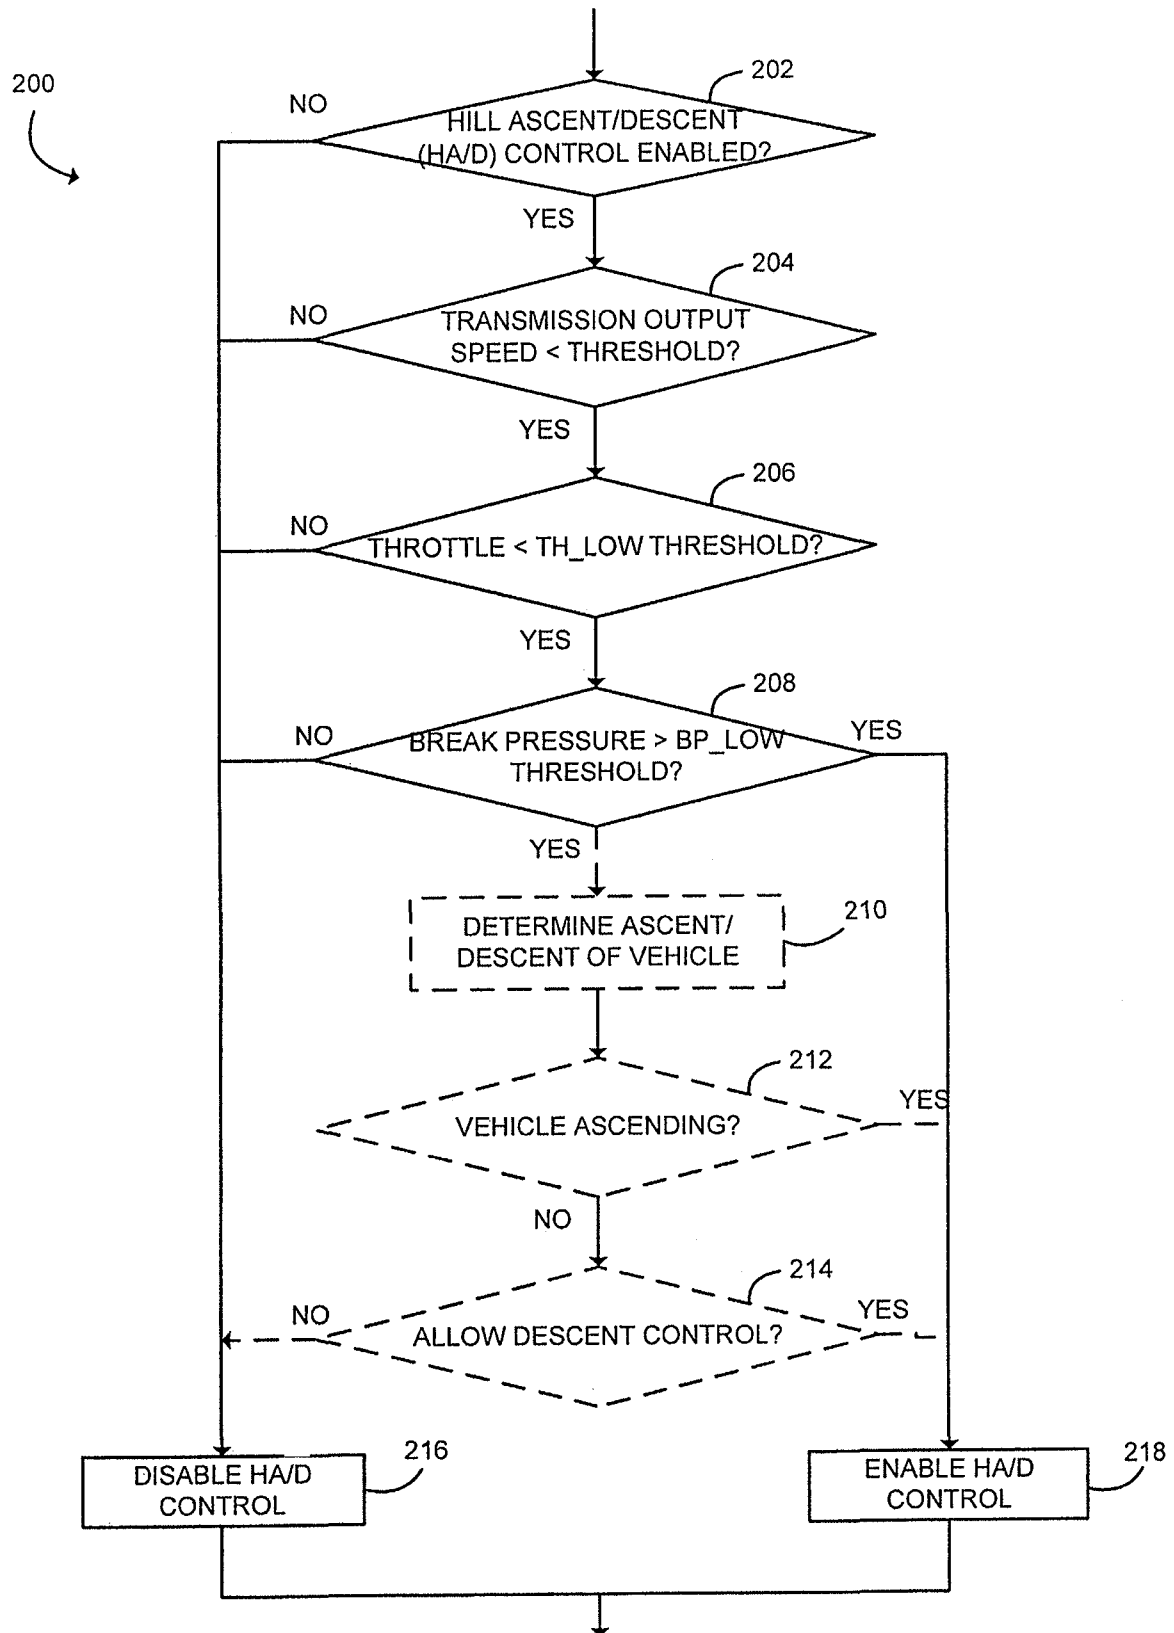 200
202
NO
HILL ASCENT/DESCENT
(HA/D) CONTROL ENABLED?
YES
204
NO
TRANSMISSION OUTPUT
SPEED < THRESHOLD?
YES
206
NO
THROTTLE < TH_LOW THRESHOLD?
YES
208
NO
YES
BREAK PRESSURE > BP_LOW
THRESHOLD?
YES
210
DETERMINE ASCENT/
DESCENT OF VEHICLE
212
YES
VEHICLE ASCENDING?
NO
214
NO
YES
ALLOW DESCENT CONTROL?
216
DISABLE HA/D
CONTROL
218
ENABLE HA/D
CONTROL